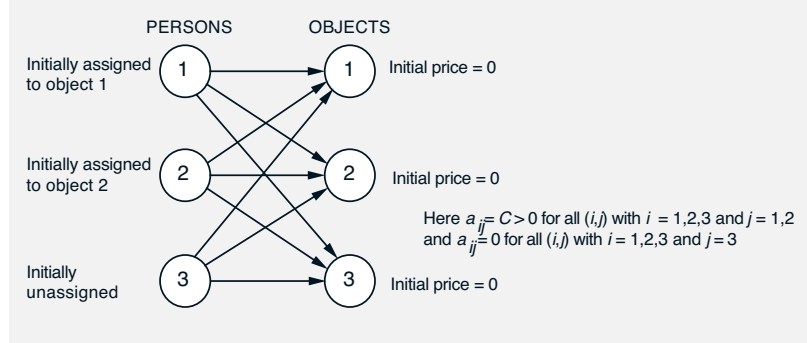 PERSONS
OBJECTS
Initially assigned
to object 1
1
1
Initial price = 0
Initially assigned
to object 2
2
2
Initial price = 0
Here a ij = C > 0 for all (i,j) with i = 1,2,3 and j = 1,2
and a ij = 0 for all (i,j) with i = 1,2,3 and j = 3
Initially
unassigned
3
3
Initial price = 0